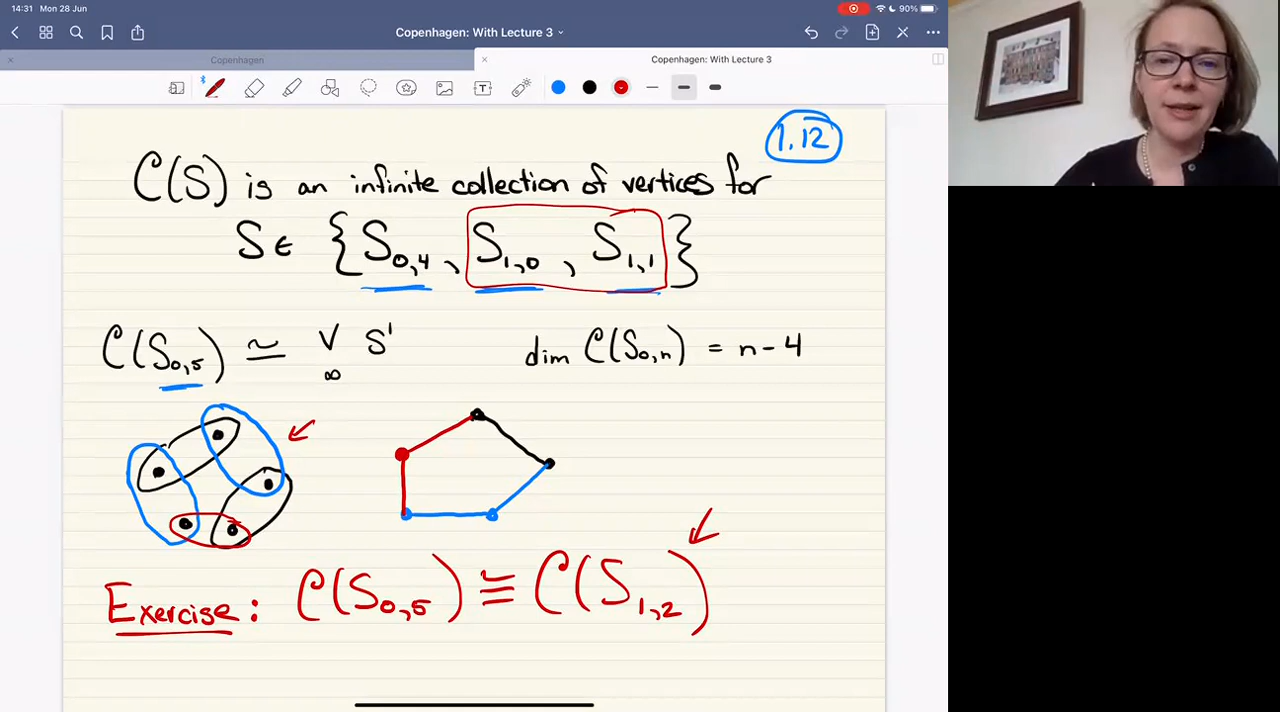 14:31 Mon 28 Jun
90%
Copenhagen: With Lecture 3
Copenhagen
Copenhagen: With Lecture 3
T
1.12
C(S) is an infinite collection of vertices for
S ∈ { S₀,₄ , S₁,₀ , S₁,₁ }
C(S₀,₅) ≃ ∨ S¹
∞
dim C(S₀,ₙ) = n-4
Exercise: C(S₀,₅) ≅ C(S₁,₂)